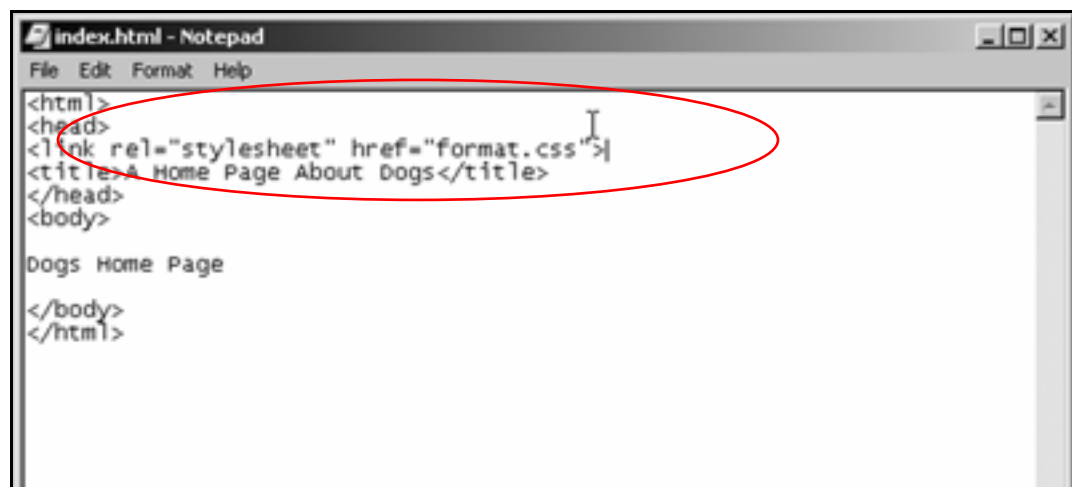 index.html - Notepad
File Edit Format Help
<html>
<head>
<link rel="stylesheet" href="format.css">
<title>A Home Page About Dogs</title>
</head>
<body>
Dogs Home Page
</body>
</html>